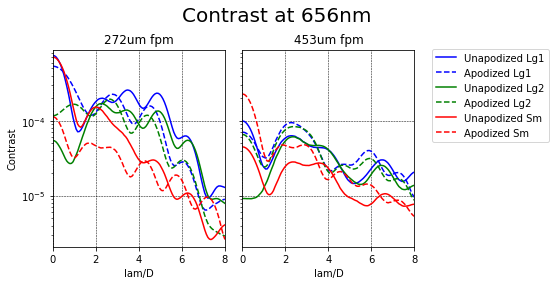 Contrast at 656nm
272um fpm
453um fpm
Contrast
10⁻⁴
10⁻⁵
0 2 4 6 8
0 2 4 6 8
lam/D
lam/D
Unapodized Lg1
Apodized Lg1
Unapodized Lg2
Apodized Lg2
Unapodized Sm
Apodized Sm